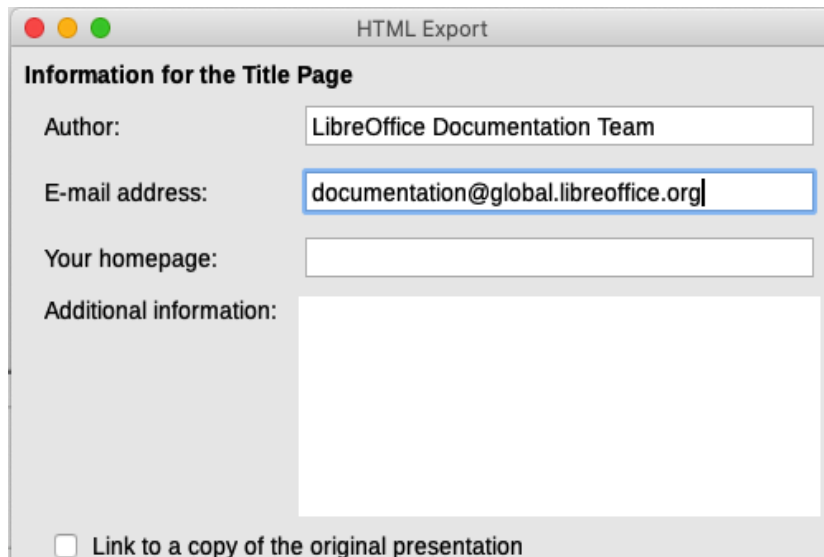 HTML Export
Information for the Title Page
Author: LibreOffice Documentation Team
E-mail address: documentation@global.libreoffice.org
Your homepage:
Additional information:
Link to a copy of the original presentation